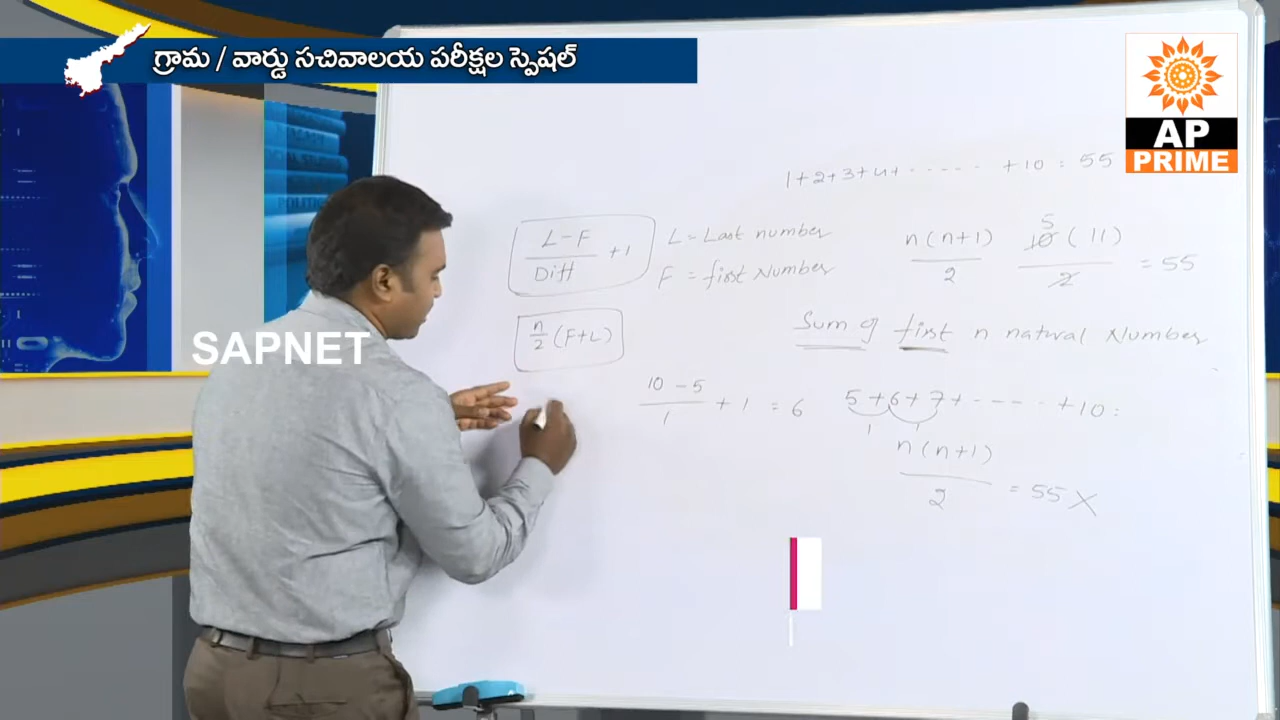 గ్రామ / వార్డు సచివాలయ పరీక్షల స్పెషల్
AP
PRIME
SAPNET
1+2+3+4+ ...... +10 = 55
L-F
Diff
+1
L = Last number
F = first Number
n(n+1)
2
5
10 (11)
2
= 55
n/2 (F+L)
Sum of first n natural Number
10 - 5
1
+ 1 = 6
5+6+7+ - - - - - +10 =
1 1
n(n+1)
2
= 55 X